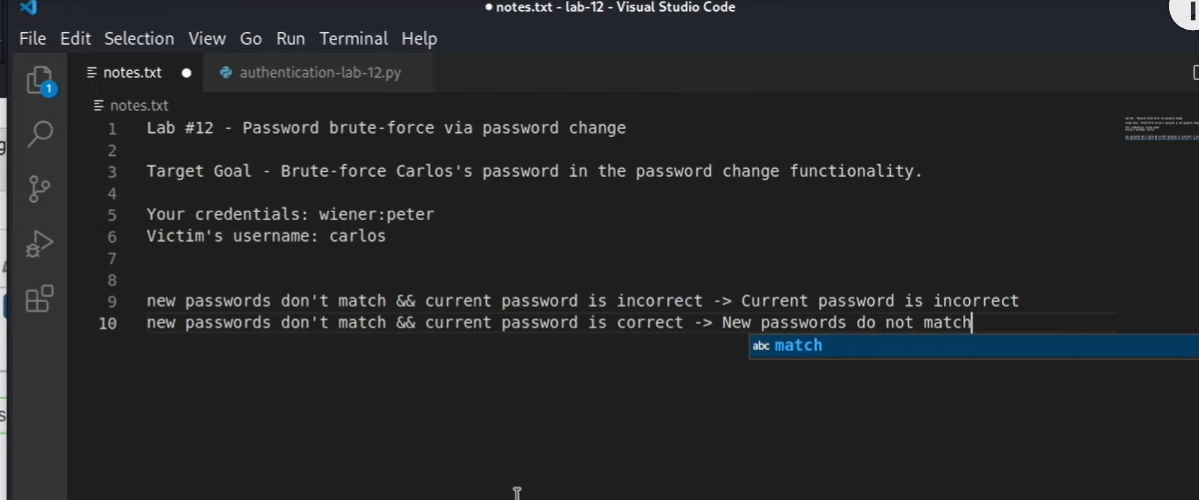 ● notes.txt - lab-12 - Visual Studio Code
File Edit Selection View Go Run Terminal Help
1
notes.txt ● authentication-lab-12.py
notes.txt
1 Lab #12 - Password brute-force via password change
2
3 Target Goal - Brute-force Carlos's password in the password change functionality.
4
5 Your credentials: wiener:peter
6 Victim's username: carlos
7
8
9 new passwords don't match && current password is incorrect -> Current password is incorrect
10 new passwords don't match && current password is correct -> New passwords do not match
abc match